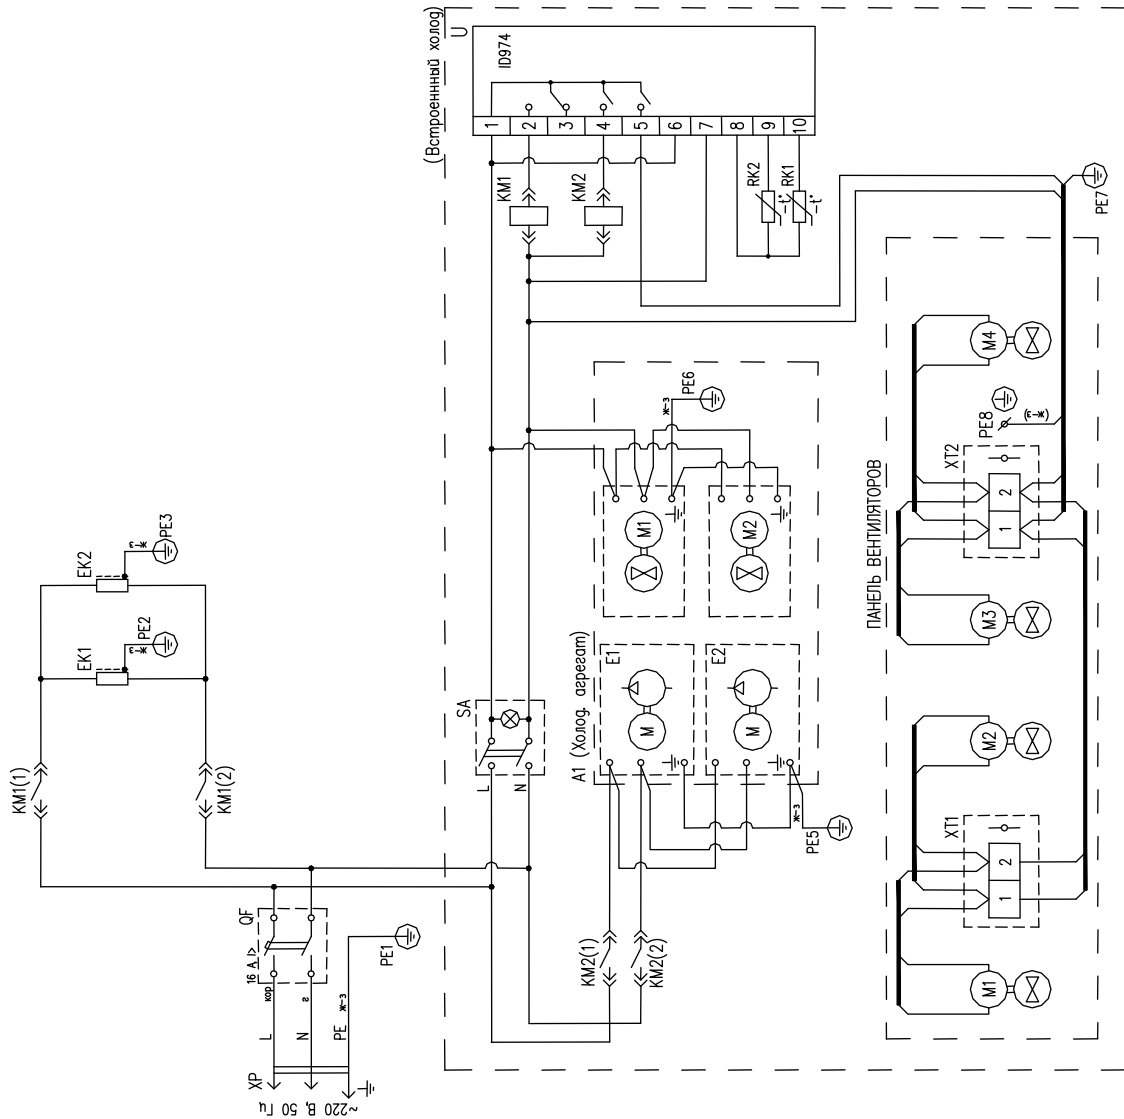 (Встроенный холод)
U
ID974
1
2
3
4
5
6
7
8
9
10
KM1
KM2
RK2
-t°
RK1
-t°
PE7
EK2
ж-з
PE3
EK1
ж-з
PE2
KM1(1)
KM1(2)
SA
L
N
QF
16 А I>
кор
г
ж-з
L
N
PE
XP
~220 В, 50 Гц
PE1
KM2(1)
KM2(2)
A1 (Холод. агрегат)
E1
M
E2
M
ж-з
PE5
M1
M2
ж-з
PE6
ПАНЕЛЬ ВЕНТИЛЯТОРОВ
XT2
1
2
PE8
(ж-з)
M4
M3
XT1
1
2
M2
M1